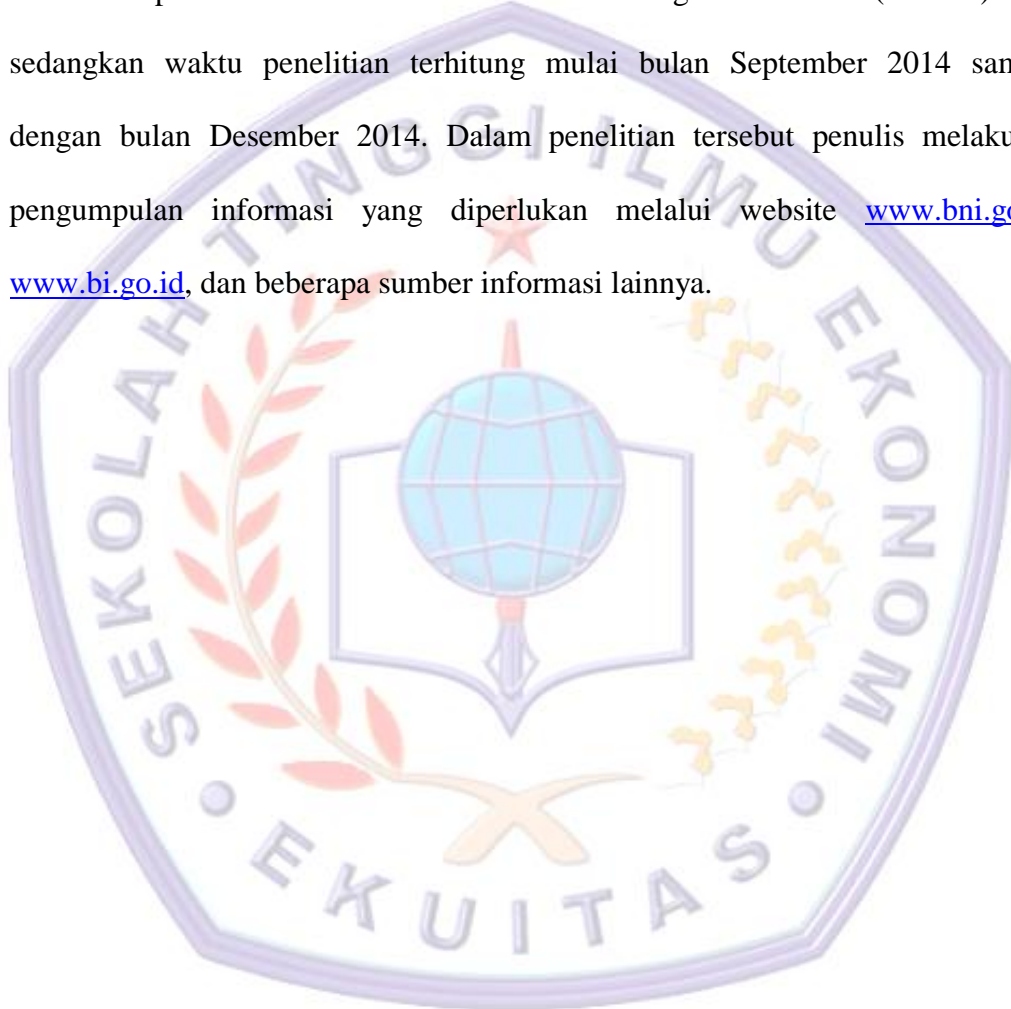 sedangkan waktu penelitian terhitung mulai bulan September 2014 sam
dengan bulan Desember 2014. Dalam penelitian tersebut penulis melaku
pengumpulan informasi yang diperlukan melalui website www.bni.go
www.bi.go.id, dan beberapa sumber informasi lainnya.
SEKOLAH TINGGI ILMU EKONOMI
• EKUITAS •